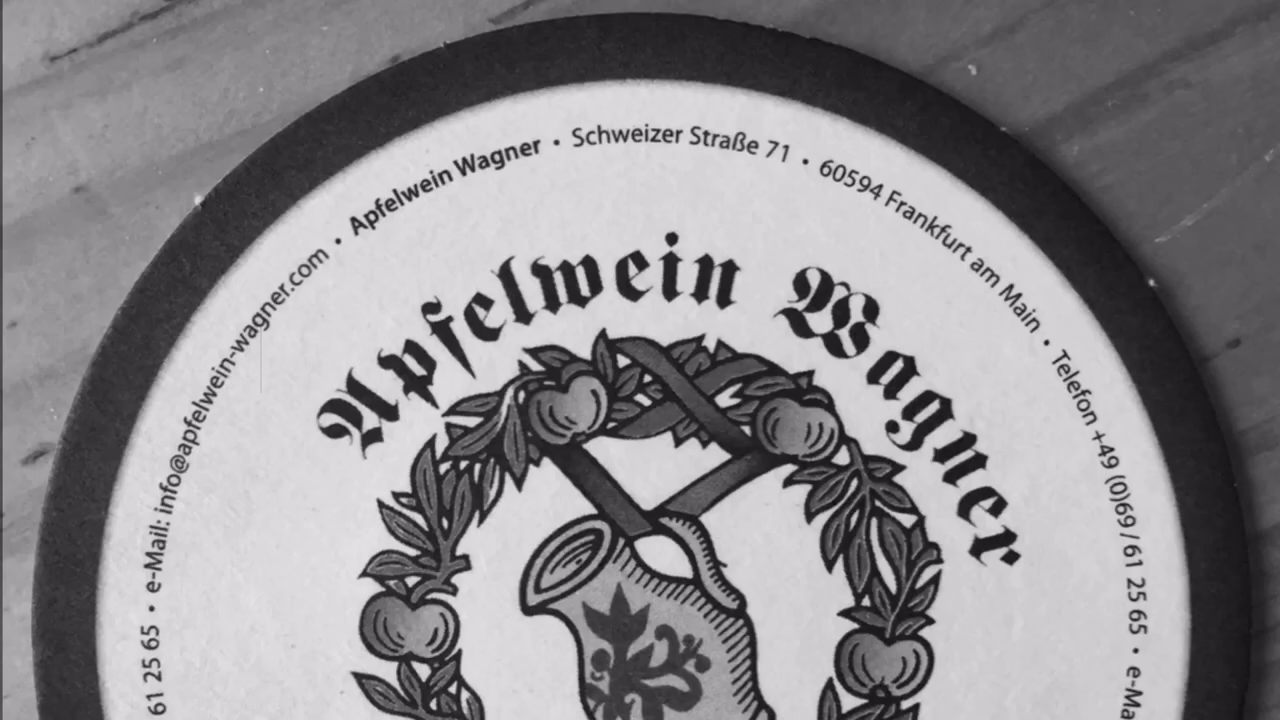 61 25 65 • e-Mail: info@apfelwein-wagner.com • Apfelwein Wagner • Schweizer Straße 71 • 60594 Frankfurt am Main • Telefon +49 (0)69 / 61 25 65 • e-Ma
Apfelwein Wagner